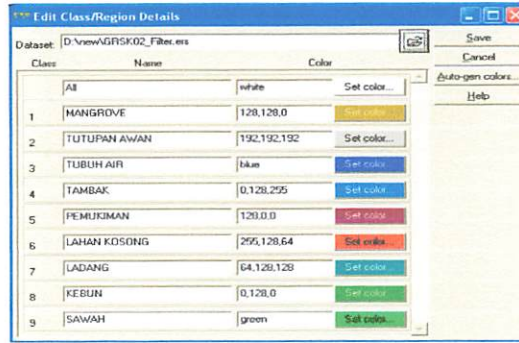 Edit Class/Region Details
Dataset: D:\new\GRSK02_Filter.ers
Save
Cancel
Auto-gen colors...
Help
Class Name Color
All white Set color...
1 MANGROVE 128,128,0 Set color...
2 TUTUPAN AWAN 192,192,192 Set color...
3 TUBUH AIR blue Set color...
4 TAMBAK 0,128,255 Set color...
5 PEMUKIMAN 128,0,0 Set color...
6 LAHAN KOSONG 255,128,64 Set color...
7 LADANG 64,128,128 Set color...
8 KEBUN 0,128,0 Set color...
9 SAWAH green Set color...